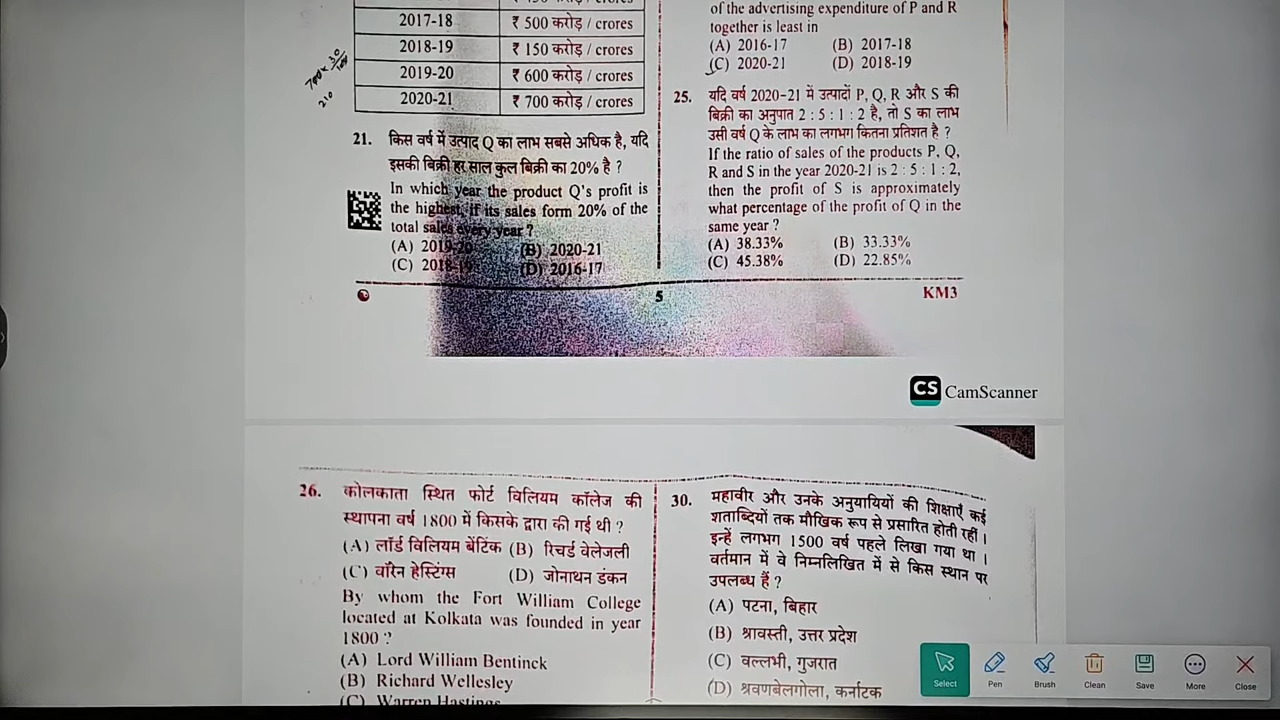 2017-18 ₹ 500 करोड़ / crores
2018-19 ₹ 150 करोड़ / crores
2019-20 ₹ 600 करोड़ / crores
2020-21 ₹ 700 करोड़ / crores
21. किस वर्ष में उत्पाद Q का लाभ सबसे अधिक है, यदि
इसकी बिक्री हर साल कुल बिक्री का 20% है ?
In which year the product Q's profit is
the highest, if its sales form 20% of the
total sales every year ?
(A) 2019-20 (B) 2020-21
(C) 2018-19 (D) 2016-17
of the advertising expenditure of P and R
together is least in
(A) 2016-17 (B) 2017-18
(C) 2020-21 (D) 2018-19
25. यदि वर्ष 2020-21 में उत्पादों P, Q, R और S की
बिक्री का अनुपात 2 : 5 : 1 : 2 है, तो S का लाभ
उसी वर्ष Q के लाभ का लगभग कितना प्रतिशत है ?
If the ratio of sales of the products P, Q,
R and S in the year 2020-21 is 2 : 5 : 1 : 2,
then the profit of S is approximately
what percentage of the profit of Q in the
same year ?
(A) 38.33% (B) 33.33%
(C) 45.38% (D) 22.85%
5
KM3
CS CamScanner
26. कोलकाता स्थित फोर्ट विलियम कॉलेज की
स्थापना वर्ष 1800 में किसके द्वारा की गई थी ?
(A) लॉर्ड विलियम बेंटिंक (B) रिचर्ड वेलेजली
(C) वॉरेन हेस्टिंग्स (D) जोनाथन डंकन
By whom the Fort William College
located at Kolkata was founded in year
1800 ?
(A) Lord William Bentinck
(B) Richard Wellesley
(C) Warren Hastings
30. महावीर और उनके अनुयायियों की शिक्षाएँ कई
शताब्दियों तक मौखिक रूप से प्रसारित होती रहीं ।
इन्हें लगभग 1500 वर्ष पहले लिखा गया था ।
वर्तमान में वे निम्नलिखित में से किस स्थान पर
उपलब्ध हैं ?
(A) पटना, बिहार
(B) श्रावस्ती, उत्तर प्रदेश
(C) वल्लभी, गुजरात
(D) श्रवणबेलगोला, कर्नाटक
Select Pen Brush Clean Save More Close